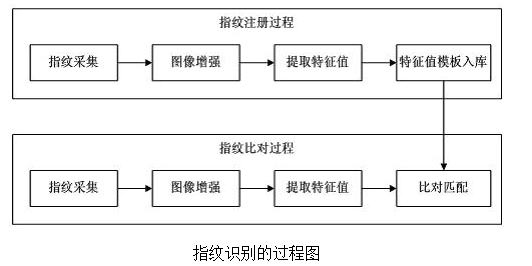 指纹注册过程
指纹采集 图像增强 提取特征值 特征值模板入库
指纹比对过程
指纹采集 图像增强 提取特征值 比对匹配
指纹识别的过程图